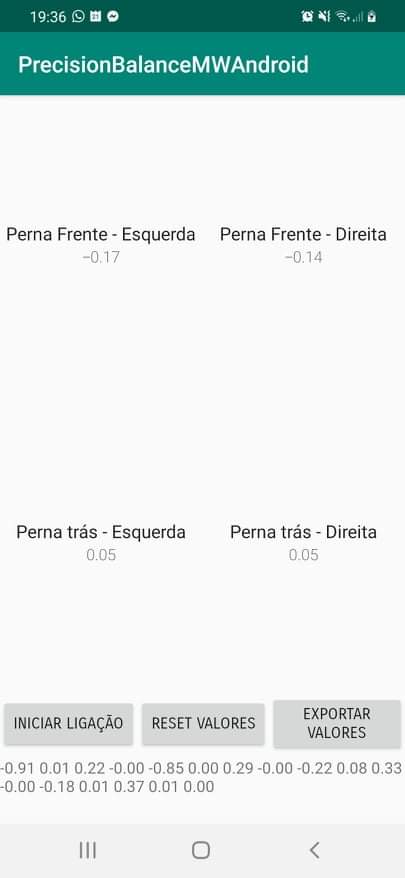 19:36
PrecisionBalanceMWAndroid
Perna Frente - Esquerda
Perna Frente - Direita
−0.17
−0.14
Perna trás - Esquerda
Perna trás - Direita
0.05
0.05
INICIAR LIGAÇÃO
RESET VALORES
EXPORTAR
VALORES
-0.91 0.01 0.22 -0.00 -0.85 0.00 0.29 -0.00 -0.22 0.08 0.33
-0.00 -0.18 0.01 0.37 0.01 0.00